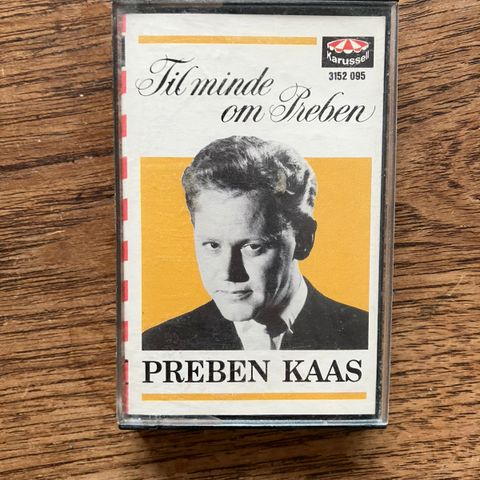 Karussell
3152 095
Til minde
om Preben
PREBEN KAAS